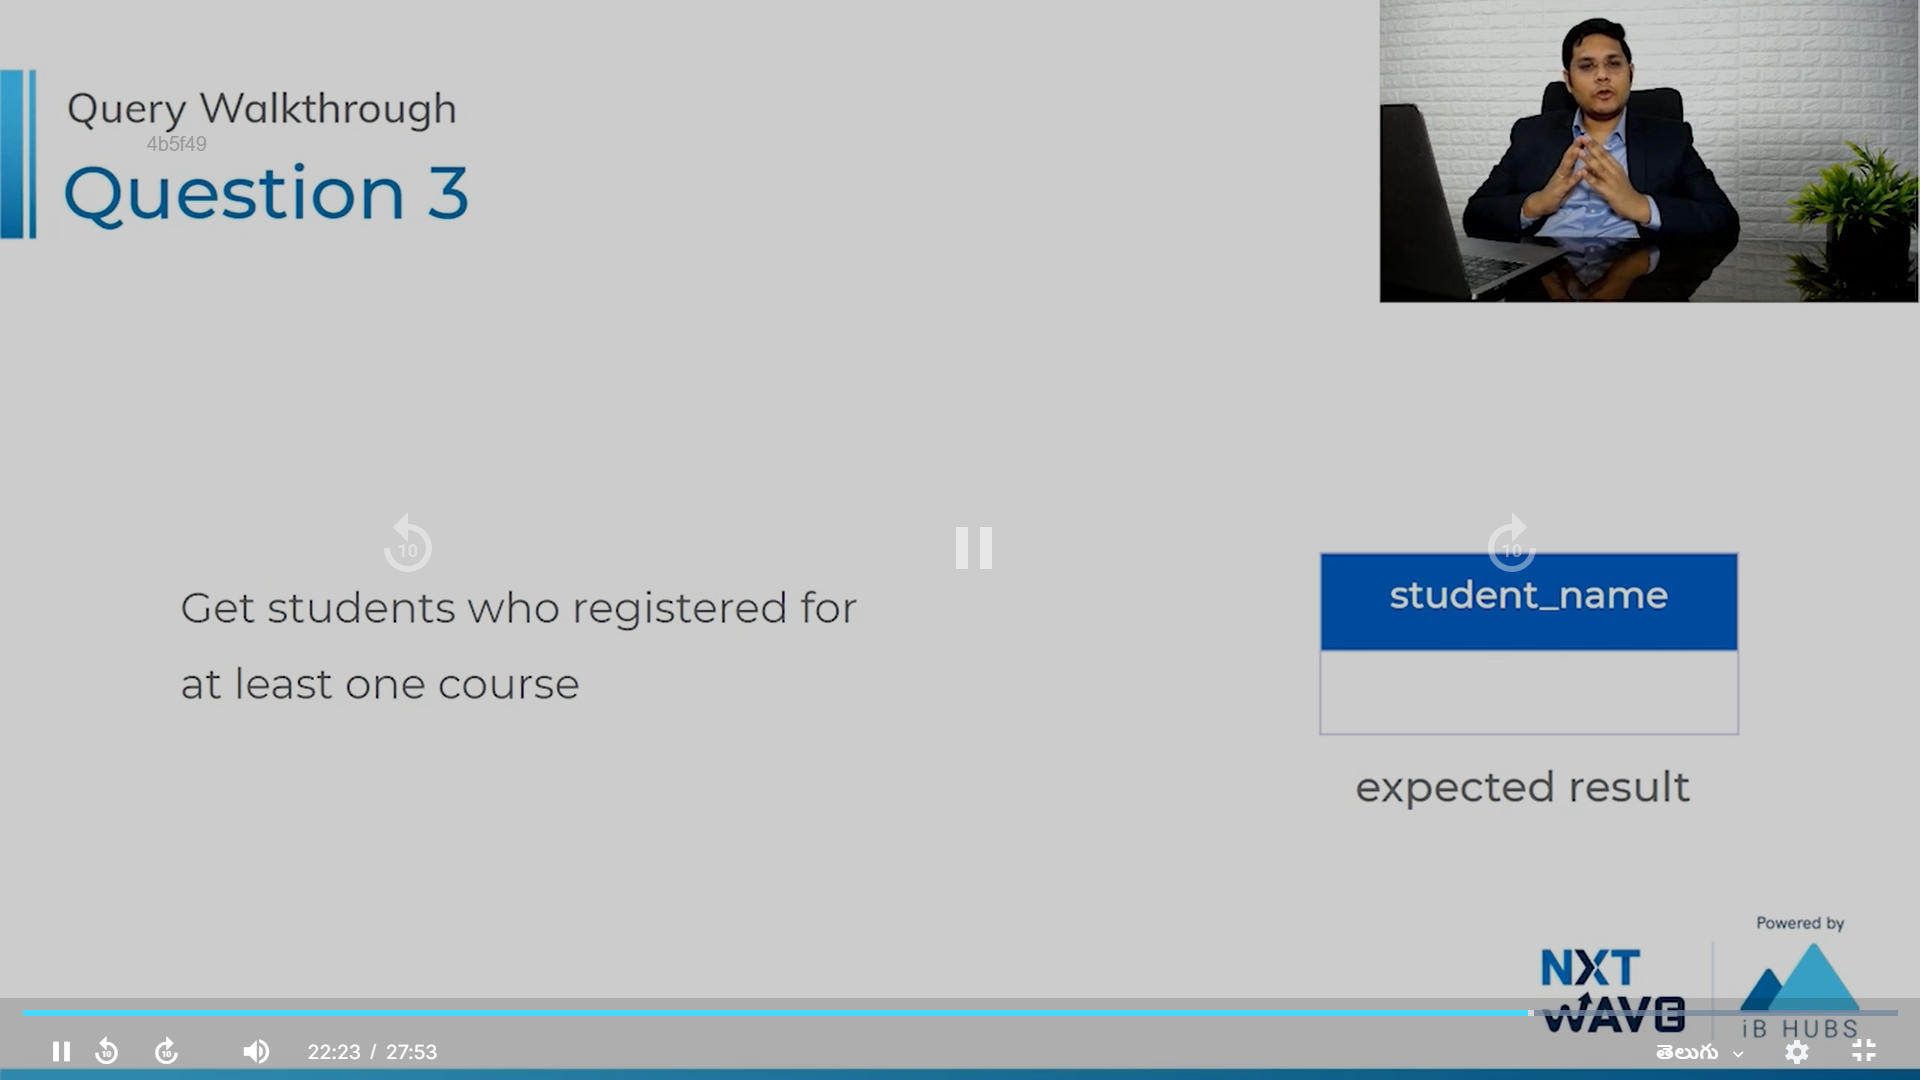 Query Walkthrough
4b5f49
Question 3
10
10
Get students who registered for
at least one course
student_name
expected result
Powered by
NXT
WAVE
iB HUBS
10
10
22:23 / 27:53
తెలుగు